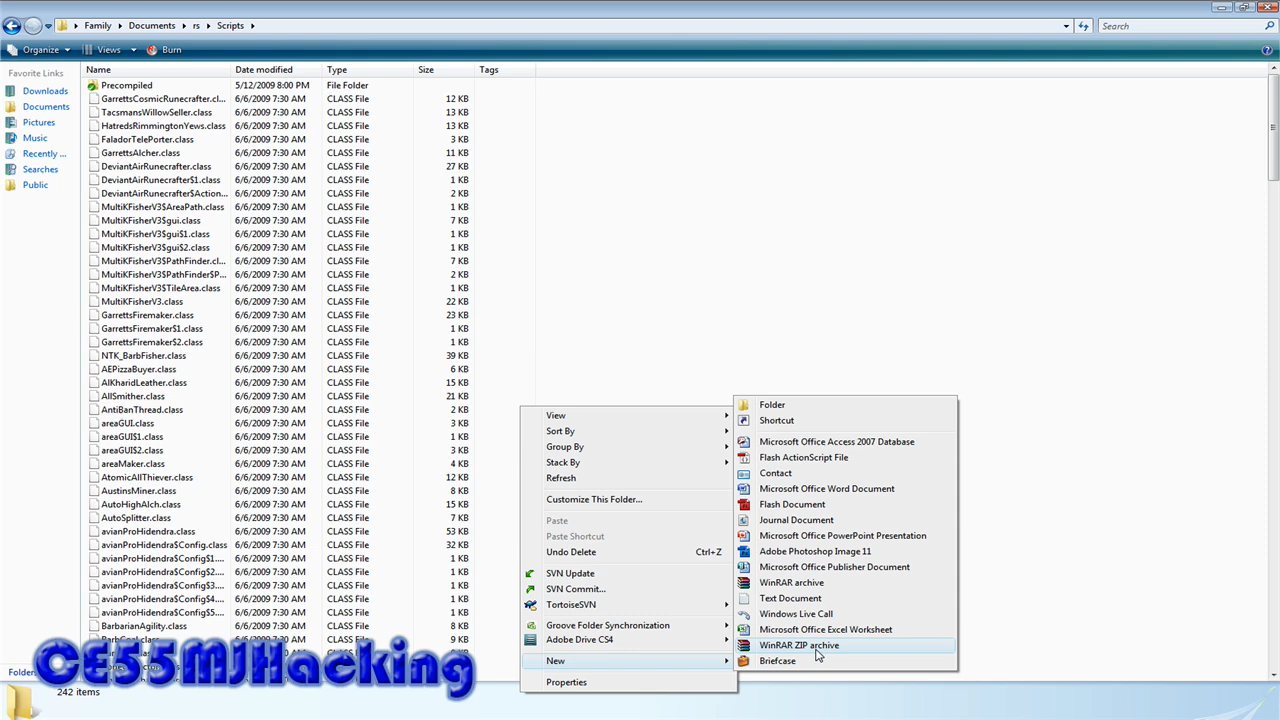 Family ▸ Documents ▸ rs ▸ Scripts ▸
Search
Organize
Views
Burn
Favorite Links
Downloads
Documents
Pictures
Music
Recently ...
Searches
Public
Folders
Name Date modified Type Size Tags
Precompiled 5/12/2009 8:00 PM File Folder
GarrettsCosmicRunecrafter.cl... 6/6/2009 7:30 AM CLASS File 12 KB
TacsmansWillowSeller.class 6/6/2009 7:30 AM CLASS File 13 KB
HatredsRimmingtonYews.class 6/6/2009 7:30 AM CLASS File 13 KB
FaladorTelePorter.class 6/6/2009 7:30 AM CLASS File 3 KB
GarrettsAlcher.class 6/6/2009 7:30 AM CLASS File 11 KB
DeviantAirRunecrafter.class 6/6/2009 7:30 AM CLASS File 27 KB
DeviantAirRunecrafter$1.class 6/6/2009 7:30 AM CLASS File 1 KB
DeviantAirRunecrafter$Action... 6/6/2009 7:30 AM CLASS File 2 KB
MultiKFisherV3$AreaPath.class 6/6/2009 7:30 AM CLASS File 1 KB
MultiKFisherV3$gui.class 6/6/2009 7:30 AM CLASS File 7 KB
MultiKFisherV3$gui$1.class 6/6/2009 7:30 AM CLASS File 1 KB
MultiKFisherV3$gui$2.class 6/6/2009 7:30 AM CLASS File 1 KB
MultiKFisherV3$PathFinder.cl... 6/6/2009 7:30 AM CLASS File 7 KB
MultiKFisherV3$PathFinder$P... 6/6/2009 7:30 AM CLASS File 2 KB
MultiKFisherV3$TileArea.class 6/6/2009 7:30 AM CLASS File 1 KB
MultiKFisherV3.class 6/6/2009 7:30 AM CLASS File 22 KB
GarrettsFiremaker.class 6/6/2009 7:30 AM CLASS File 23 KB
GarrettsFiremaker$1.class 6/6/2009 7:30 AM CLASS File 1 KB
GarrettsFiremaker$2.class 6/6/2009 7:30 AM CLASS File 1 KB
NTK_BarbFisher.class 6/6/2009 7:30 AM CLASS File 39 KB
AEPizzaBuyer.class 6/6/2009 7:30 AM CLASS File 6 KB
AlKharidLeather.class 6/6/2009 7:30 AM CLASS File 15 KB
AllSmither.class 6/6/2009 7:30 AM CLASS File 21 KB
AntiBanThread.class 6/6/2009 7:30 AM CLASS File 2 KB
areaGUI.class 6/6/2009 7:30 AM CLASS File 3 KB
areaGUI$1.class 6/6/2009 7:30 AM CLASS File 1 KB
areaGUI$2.class 6/6/2009 7:30 AM CLASS File 3 KB
areaMaker.class 6/6/2009 7:30 AM CLASS File 4 KB
AtomicAllThiever.class 6/6/2009 7:30 AM CLASS File 12 KB
AustinsMiner.class 6/6/2009 7:30 AM CLASS File 8 KB
AutoHighAlch.class 6/6/2009 7:30 AM CLASS File 15 KB
AutoSplitter.class 6/6/2009 7:30 AM CLASS File 7 KB
avianProHidendra.class 6/6/2009 7:30 AM CLASS File 53 KB
avianProHidendra$Config.class 6/6/2009 7:30 AM CLASS File 32 KB
avianProHidendra$Config$1.... 6/6/2009 7:30 AM CLASS File 1 KB
avianProHidendra$Config$2.... 6/6/2009 7:30 AM CLASS File 1 KB
avianProHidendra$Config$3.... 6/6/2009 7:30 AM CLASS File 1 KB
avianProHidendra$Config$4.... 6/6/2009 7:30 AM CLASS File 1 KB
avianProHidendra$Config$5.... 6/6/2009 7:30 AM CLASS File 1 KB
BarbarianAgility.class 6/6/2009 7:30 AM CLASS File 8 KB
9 KB
View
Sort By
Group By
Stack By
Refresh
Customize This Folder...
Paste
Paste Shortcut
Undo Delete Ctrl+Z
SVN Update
SVN Commit...
TortoiseSVN
Groove Folder Synchronization
Adobe Drive CS4
New
Properties
Folder
Shortcut
Microsoft Office Access 2007 Database
Flash ActionScript File
Contact
Microsoft Office Word Document
Flash Document
Journal Document
Microsoft Office PowerPoint Presentation
Adobe Photoshop Image 11
Microsoft Office Publisher Document
WinRAR archive
Text Document
Windows Live Call
Microsoft Office Excel Worksheet
WinRAR ZIP archive
Briefcase
CE55MJHacking
242 items